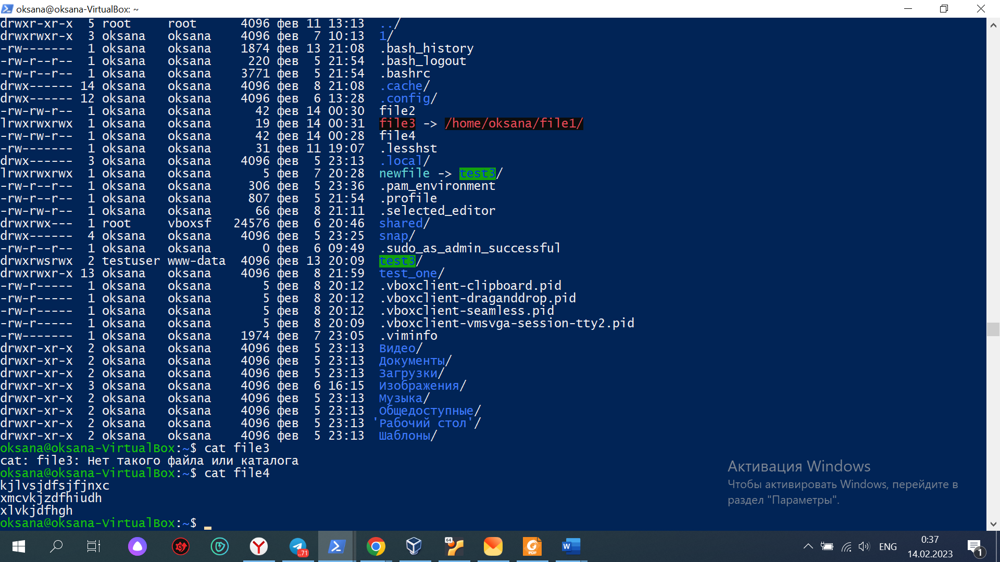 oksana@oksana-VirtualBox: ~
drwxr-xr-x  5 root     root      4096 фев 11 13:13  ../
drwxrwxr-x  3 oksana   oksana    4096 фев  7 10:13  1/
-rw-------  1 oksana   oksana    1874 фев 13 21:08  .bash_history
-rw-r--r--  1 oksana   oksana     220 фев  5 21:54  .bash_logout
-rw-r--r--  1 oksana   oksana    3771 фев  5 21:54  .bashrc
drwx------ 14 oksana   oksana    4096 фев  8 21:08  .cache/
drwx------ 12 oksana   oksana    4096 фев  6 13:28  .config/
-rw-rw-r--  1 oksana   oksana      42 фев 14 00:30  file2
lrwxrwxrwx  1 oksana   oksana      19 фев 14 00:31  file3 -> /home/oksana/file1/
-rw-rw-r--  1 oksana   oksana      42 фев 14 00:28  file4
-rw-------  1 oksana   oksana      31 фев 11 19:07  .lesshst
drwx------  3 oksana   oksana    4096 фев  5 23:13  .local/
lrwxrwxrwx  1 oksana   oksana       5 фев  7 20:28  newfile -> test3/
-rw-r--r--  1 oksana   oksana     306 фев  5 23:36  .pam_environment
-rw-r--r--  1 oksana   oksana     807 фев  5 21:54  .profile
-rw-rw-r--  1 oksana   oksana      66 фев  8 21:11  .selected_editor
drwxrwx---  1 root     vboxsf   24576 фев  6 20:46  shared/
drwx------  4 oksana   oksana    4096 фев  5 23:25  snap/
-rw-r--r--  1 oksana   oksana       0 фев  6 09:49  .sudo_as_admin_successful
drwxrwsrwx  2 testuser www-data  4096 фев 13 20:09  test3/
drwxrwxr-x 13 oksana   oksana    4096 фев  8 21:59  test_one/
-rw-r-----  1 oksana   oksana       5 фев  8 20:12  .vboxclient-clipboard.pid
-rw-r-----  1 oksana   oksana       5 фев  8 20:12  .vboxclient-draganddrop.pid
-rw-r-----  1 oksana   oksana       5 фев  8 20:12  .vboxclient-seamless.pid
-rw-r-----  1 oksana   oksana       5 фев  8 20:09  .vboxclient-vmsvga-session-tty2.pid
-rw-------  1 oksana   oksana    1974 фев  7 23:05  .viminfo
drwxr-xr-x  2 oksana   oksana    4096 фев  5 23:13  Видео/
drwxr-xr-x  2 oksana   oksana    4096 фев  5 23:13  Документы/
drwxr-xr-x  2 oksana   oksana    4096 фев  5 23:13  Загрузки/
drwxr-xr-x  3 oksana   oksana    4096 фев  6 16:15  Изображения/
drwxr-xr-x  2 oksana   oksana    4096 фев  5 23:13  Музыка/
drwxr-xr-x  2 oksana   oksana    4096 фев  5 23:13  Общедоступные/
drwxr-xr-x  2 oksana   oksana    4096 фев  5 23:13 'Рабочий стол'/
drwxr-xr-x  2 oksana   oksana    4096 фев  5 23:13  Шаблоны/
oksana@oksana-VirtualBox:~$ cat file3
cat: file3: Нет такого файла или каталога
oksana@oksana-VirtualBox:~$ cat file4
kjlvsjdfsjfjnxc
xmcvkjzdfhiudh
xlvkjdfhgh
oksana@oksana-VirtualBox:~$
Активация Windows
Чтобы активировать Windows, перейдите в
раздел "Параметры".
..71
64
PDF
W
ENG
0:37
14.02.2023
1